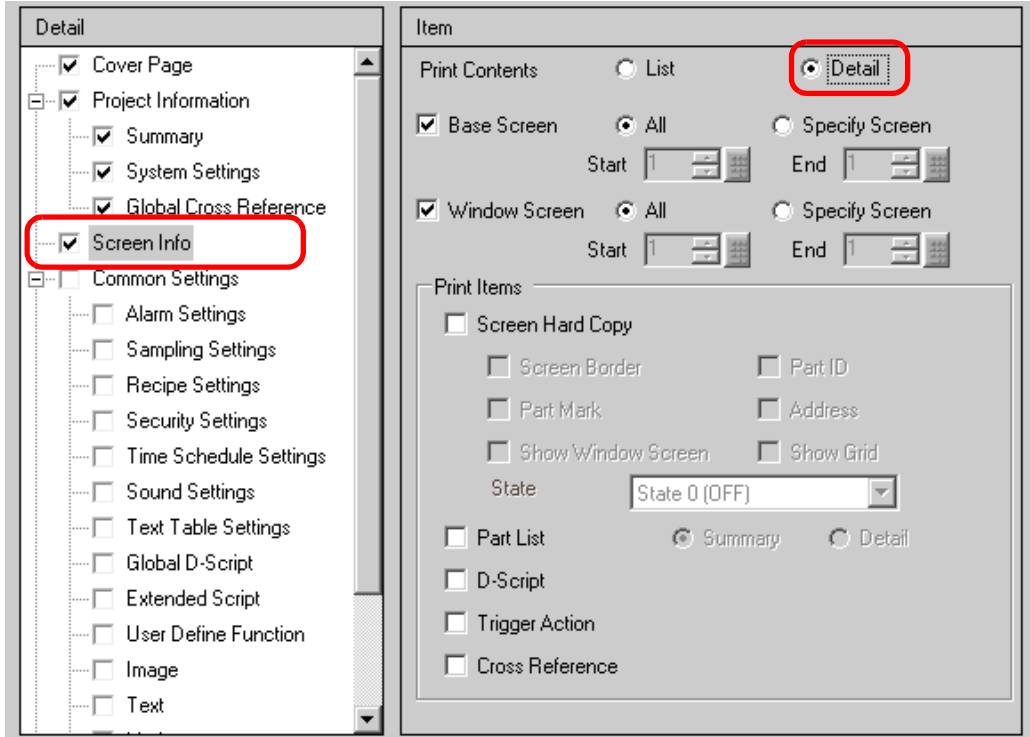 Detail
Cover Page
Project Information
Summary
System Settings
Global Cross Reference
Screen Info
Common Settings
Alarm Settings
Sampling Settings
Recipe Settings
Security Settings
Time Schedule Settings
Sound Settings
Text Table Settings
Global D-Script
Extended Script
User Define Function
Image
Text
Item
Print Contents List Detail
Base Screen All Specify Screen
Start 1 End 1
Window Screen All Specify Screen
Start 1 End 1
Print Items
Screen Hard Copy
Screen Border Part ID
Part Mark Address
Show Window Screen Show Grid
State State 0 (OFF)
Part List Summary Detail
D-Script
Trigger Action
Cross Reference